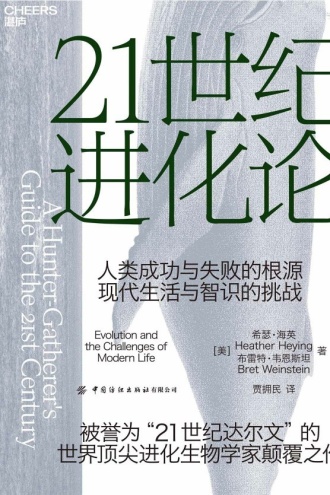 CHEERS
湛庐
21世纪
进化论
A Hunter-Gatherer's
Guide to the 21st Century
人类成功与失败的根源
现代生活与智识的挑战
Evolution and
the Challenges of
Modern Life
[美]
希瑟·海英
Heather Heying
布雷特·韦恩斯坦
Bret Weinstein
著
贾拥民 译
中国纺织出版社有限公司
被誉为“21世纪达尔文”的
世界顶尖进化生物学家颠覆之作